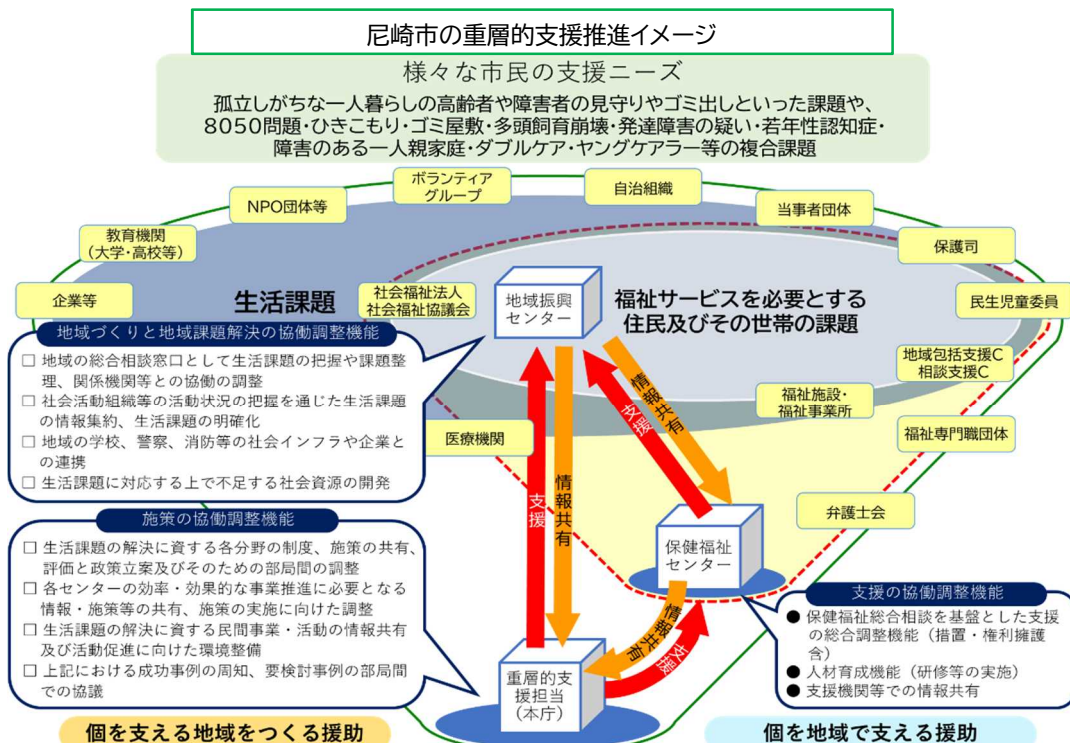 尼崎市の重層的支援推進イメージ
様々な市民の支援ニーズ
孤立しがちな一人暮らしの高齢者や障害者の見守りやゴミ出しといった課題や、
8050問題・ひきこもり・ゴミ屋敷・多頭飼育崩壊・発達障害の疑い・若年性認知症・
障害のある一人親家庭・ダブルケア・ヤングケアラー等の複合課題
ボランティア
グループ
自治組織
NPO団体等
当事者団体
教育機関
(大学・高校等)
保護司
企業等
生活課題
社会福祉法人
社会福祉協議会
地域振興
センター
福祉サービスを必要とする
住民及びその世帯の課題
民生児童委員
地域づくりと地域課題解決の協働調整機能
□ 地域の総合相談窓口として生活課題の把握や課題整
理、関係機関等との協働の調整
□ 社会活動組織等の活動状況の把握を通じた生活課題
の情報集約、生活課題の明確化
□ 地域の学校、警察、消防等の社会インフラや企業と
の連携
□ 生活課題に対応する上で不足する社会資源の開発
地域包括支援C
相談支援C
福祉施設・
福祉事業所
医療機関
福祉専門職団体
弁護士会
支援
情報共有
支援
情報共有
保健福祉
センター
情報共有
支援
施策の協働調整機能
□ 生活課題の解決に資する各分野の制度、施策の共有、
評価と政策立案及びそのための部局間の調整
□ 各センターの効率・効果的な事業推進に必要となる
情報・施策等の共有、施策の実施に向けた調整
□ 生活課題の解決に資する民間事業・活動の情報共有
及び活動促進に向けた環境整備
□ 上記における成功事例の周知、要検討事例の部局間
での協議
重層的支
援担当
(本庁)
支援の協働調整機能
● 保健福祉総合相談を基盤とした支援
の総合調整機能（措置・権利擁護
含）
● 人材育成機能（研修等の実施）
● 支援機関等での情報共有
個を支える地域をつくる援助
個を地域で支える援助